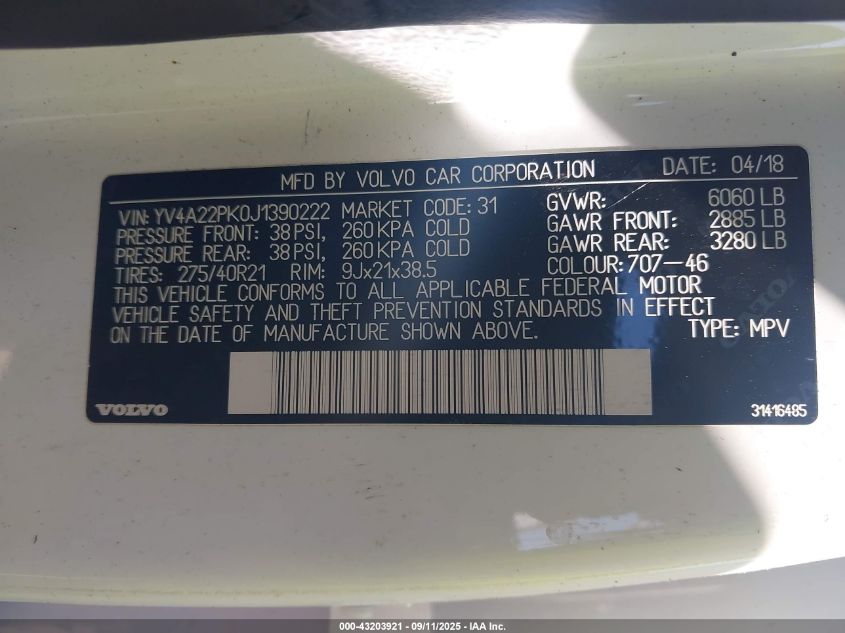 MFD BY VOLVO CAR CORPORATION DATE: 04/18
VIN: YV4A22PK0J1390222 MARKET CODE: 31 GVWR: 6060 LB
PRESSURE FRONT: 38 PSI, 260 KPA COLD GAWR FRONT: 2885 LB
PRESSURE REAR: 38 PSI, 260 KPA COLD GAWR REAR: 3280 LB
TIRES: 275/40R21 RIM: 9Jx21x38.5 COLOUR: 707-46
THIS VEHICLE CONFORMS TO ALL APPLICABLE FEDERAL MOTOR
VEHICLE SAFETY AND THEFT PREVENTION STANDARDS IN EFFECT
ON THE DATE OF MANUFACTURE SHOWN ABOVE. TYPE: MPV
VOLVO 31416485
000-43203921 - 09/11/2025 - IAA Inc.